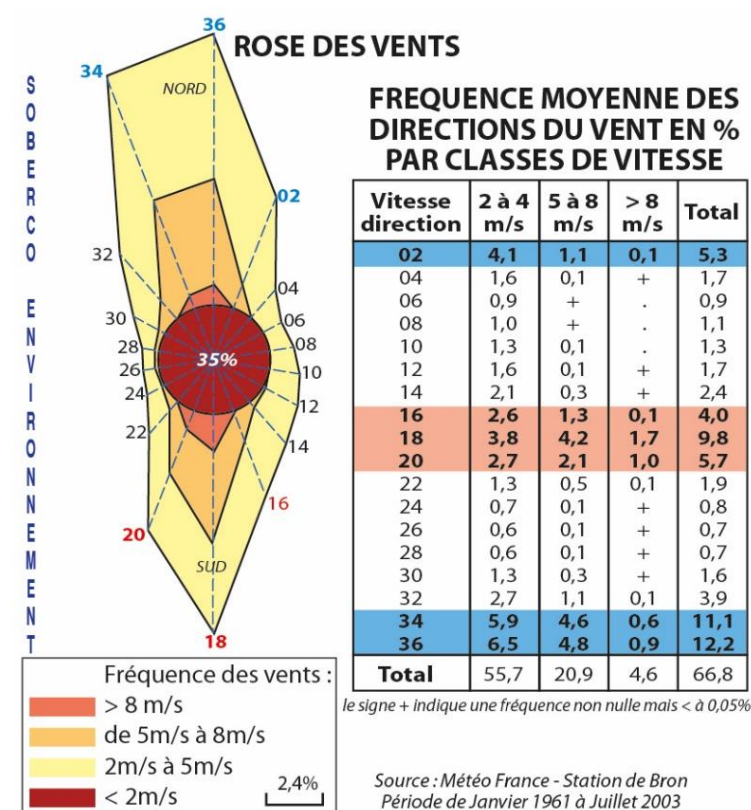 ROSE DES VENTS
SOBERCO ENVIRONNEMENT
36
34
NORD
02
32
04
30
06
28
08
35%
26
10
24
12
22
14
16
20
SUD
18
Fréquence des vents :
> 8 m/s
de 5m/s à 8m/s
2m/s à 5m/s
< 2m/s
2,4%
FREQUENCE MOYENNE DES
DIRECTIONS DU VENT EN %
PAR CLASSES DE VITESSE
Vitesse direction 2 à 4 m/s 5 à 8 m/s > 8 m/s Total
02 4,1 1,1 0,1 5,3
04 1,6 0,1 + 1,7
06 0,9 + . 0,9
08 1,0 + . 1,1
10 1,3 0,1 . 1,3
12 1,6 0,1 + 1,7
14 2,1 0,3 + 2,4
16 2,6 1,3 0,1 4,0
18 3,8 4,2 1,7 9,8
20 2,7 2,1 1,0 5,7
22 1,3 0,5 0,1 1,9
24 0,7 0,1 + 0,8
26 0,6 0,1 + 0,7
28 0,6 0,1 + 0,7
30 1,3 0,3 + 1,6
32 2,7 1,1 0,1 3,9
34 5,9 4,6 0,6 11,1
36 6,5 4,8 0,9 12,2
Total 55,7 20,9 4,6 66,8
le signe + indique une fréquence non nulle mais < à 0,05%
Source : Météo France - Station de Bron
Période de Janvier 1961 à Juillet 2003